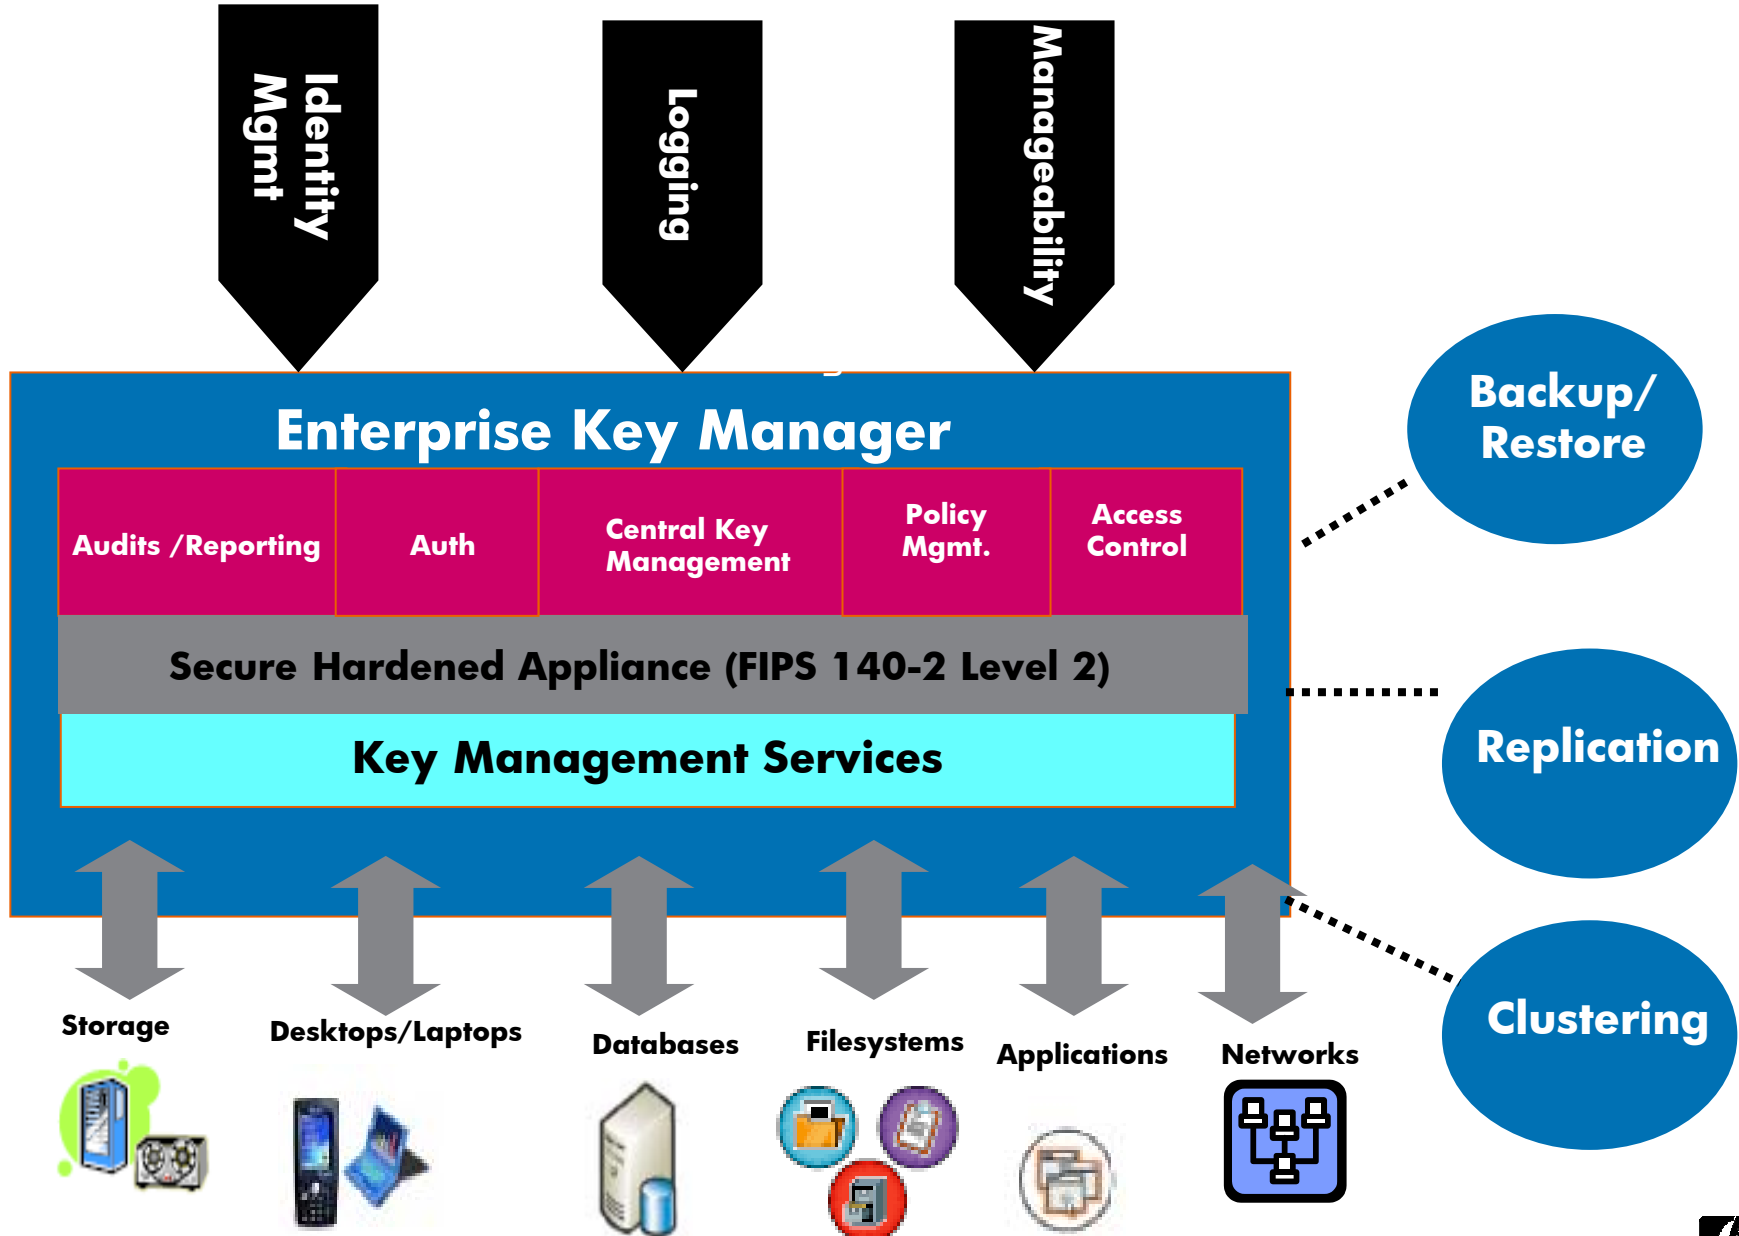 Identity
Mgmt
Logging
Manageability
Enterprise Key Manager
Audits /Reporting
Auth
Central Key
Management
Policy
Mgmt.
Access
Control
Secure Hardened Appliance (FIPS 140-2 Level 2)
Key Management Services
Backup/
Restore
Replication
Clustering
Storage
Desktops/Laptops
Databases
Filesystems
Applications
Networks